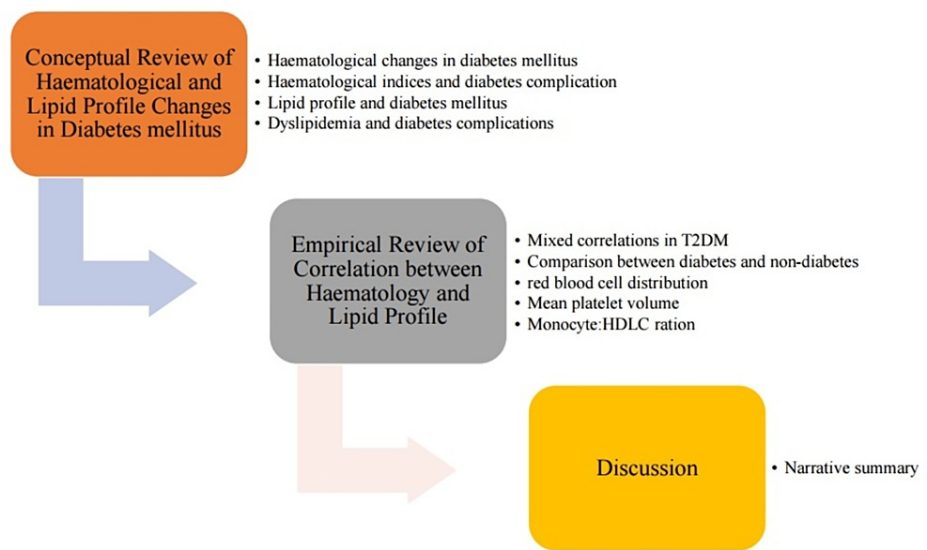 Conceptual Review of
Haematological and
Lipid Profile Changes
in Diabetes mellitus
• Haematological changes in diabetes mellitus
• Haematological indices and diabetes complication
• Lipid profile and diabetes mellitus
• Dyslipidemia and diabetes complications
Empirical Review of
Correlation between
Haematology and
Lipid Profile
• Mixed correlations in T2DM
• Comparison between diabetes and non-diabetes
• red blood cell distribution
• Mean platelet volume
• Monocyte:HDLC ration
Discussion
• Narrative summary